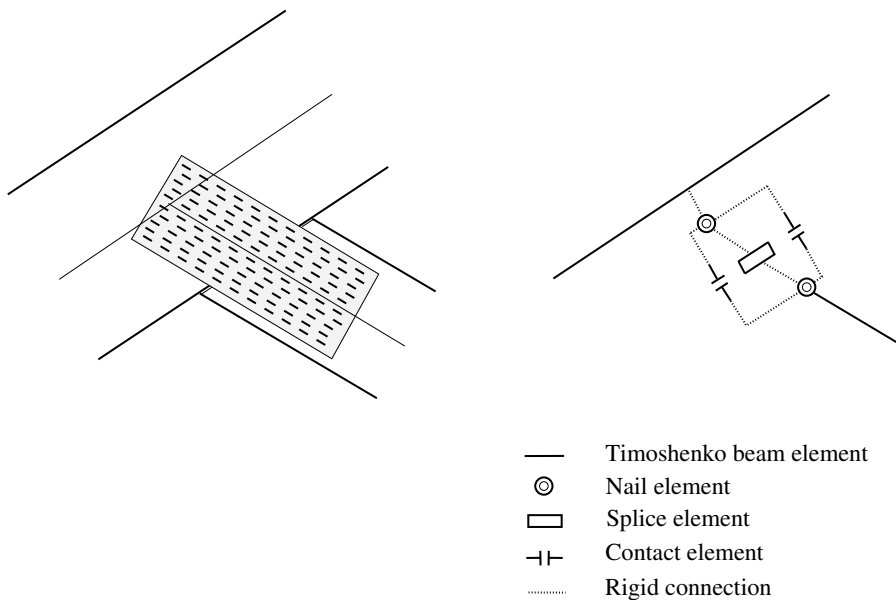 Timoshenko beam element
Nail element
Splice element
Contact element
Rigid connection